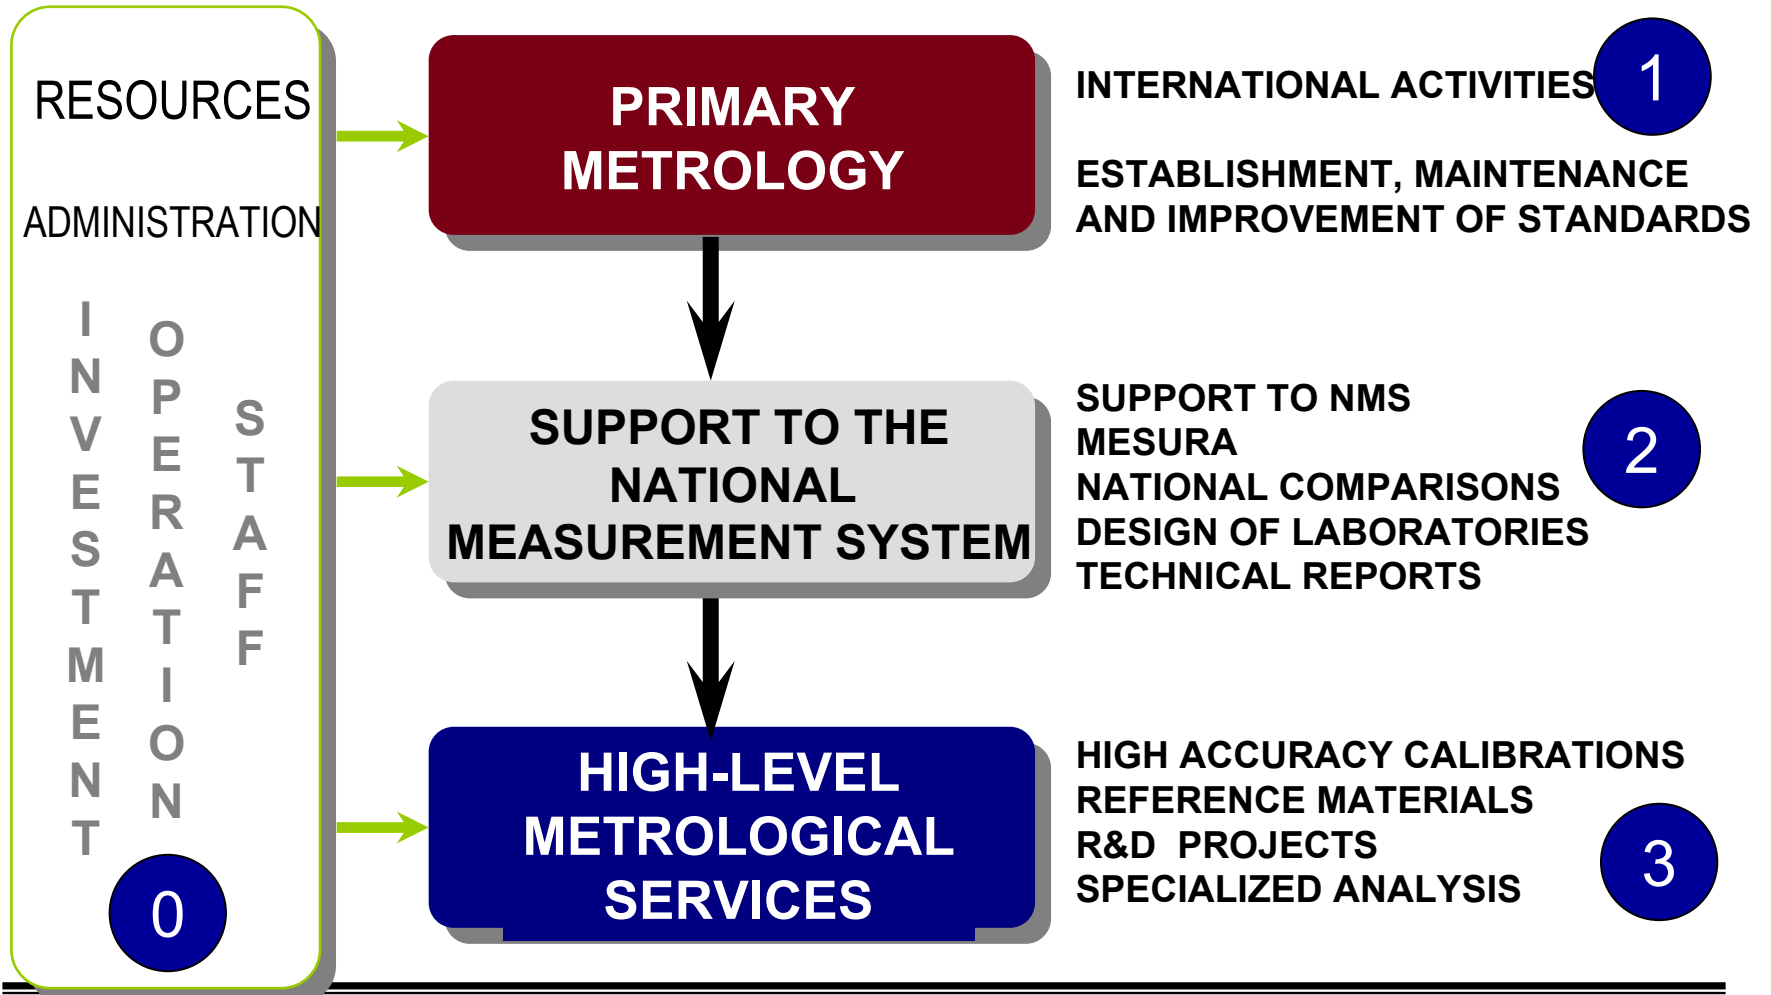 RESOURCES
ADMINISTRATION
INVESTMENT
OPERATION
STAFF
0
PRIMARY
METROLOGY
INTERNATIONAL ACTIVITIES
1
ESTABLISHMENT, MAINTENANCE
AND IMPROVEMENT OF STANDARDS
SUPPORT TO THE
NATIONAL
MEASUREMENT SYSTEM
SUPPORT TO NMS
MESURA
NATIONAL COMPARISONS
DESIGN OF LABORATORIES
TECHNICAL REPORTS
2
HIGH-LEVEL
METROLOGICAL
SERVICES
HIGH ACCURACY CALIBRATIONS
REFERENCE MATERIALS
R&D  PROJECTS
SPECIALIZED ANALYSIS
3